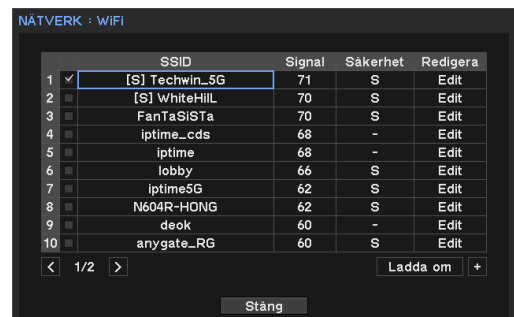 NÄTVERK : WiFi
SSID Signal Säkerhet Redigera
1 [S] Techwin_5G 71 S Edit
2 [S] WhiteHilL 70 S Edit
3 FanTaSiSTa 70 S Edit
4 iptime_cds 68 - Edit
5 iptime 68 - Edit
6 lobby 66 S Edit
7 iptime5G 62 S Edit
8 N604R-HONG 62 S Edit
9 deok 60 - Edit
10 anygate_RG 60 S Edit
< 1/2 > Ladda om +
Stäng